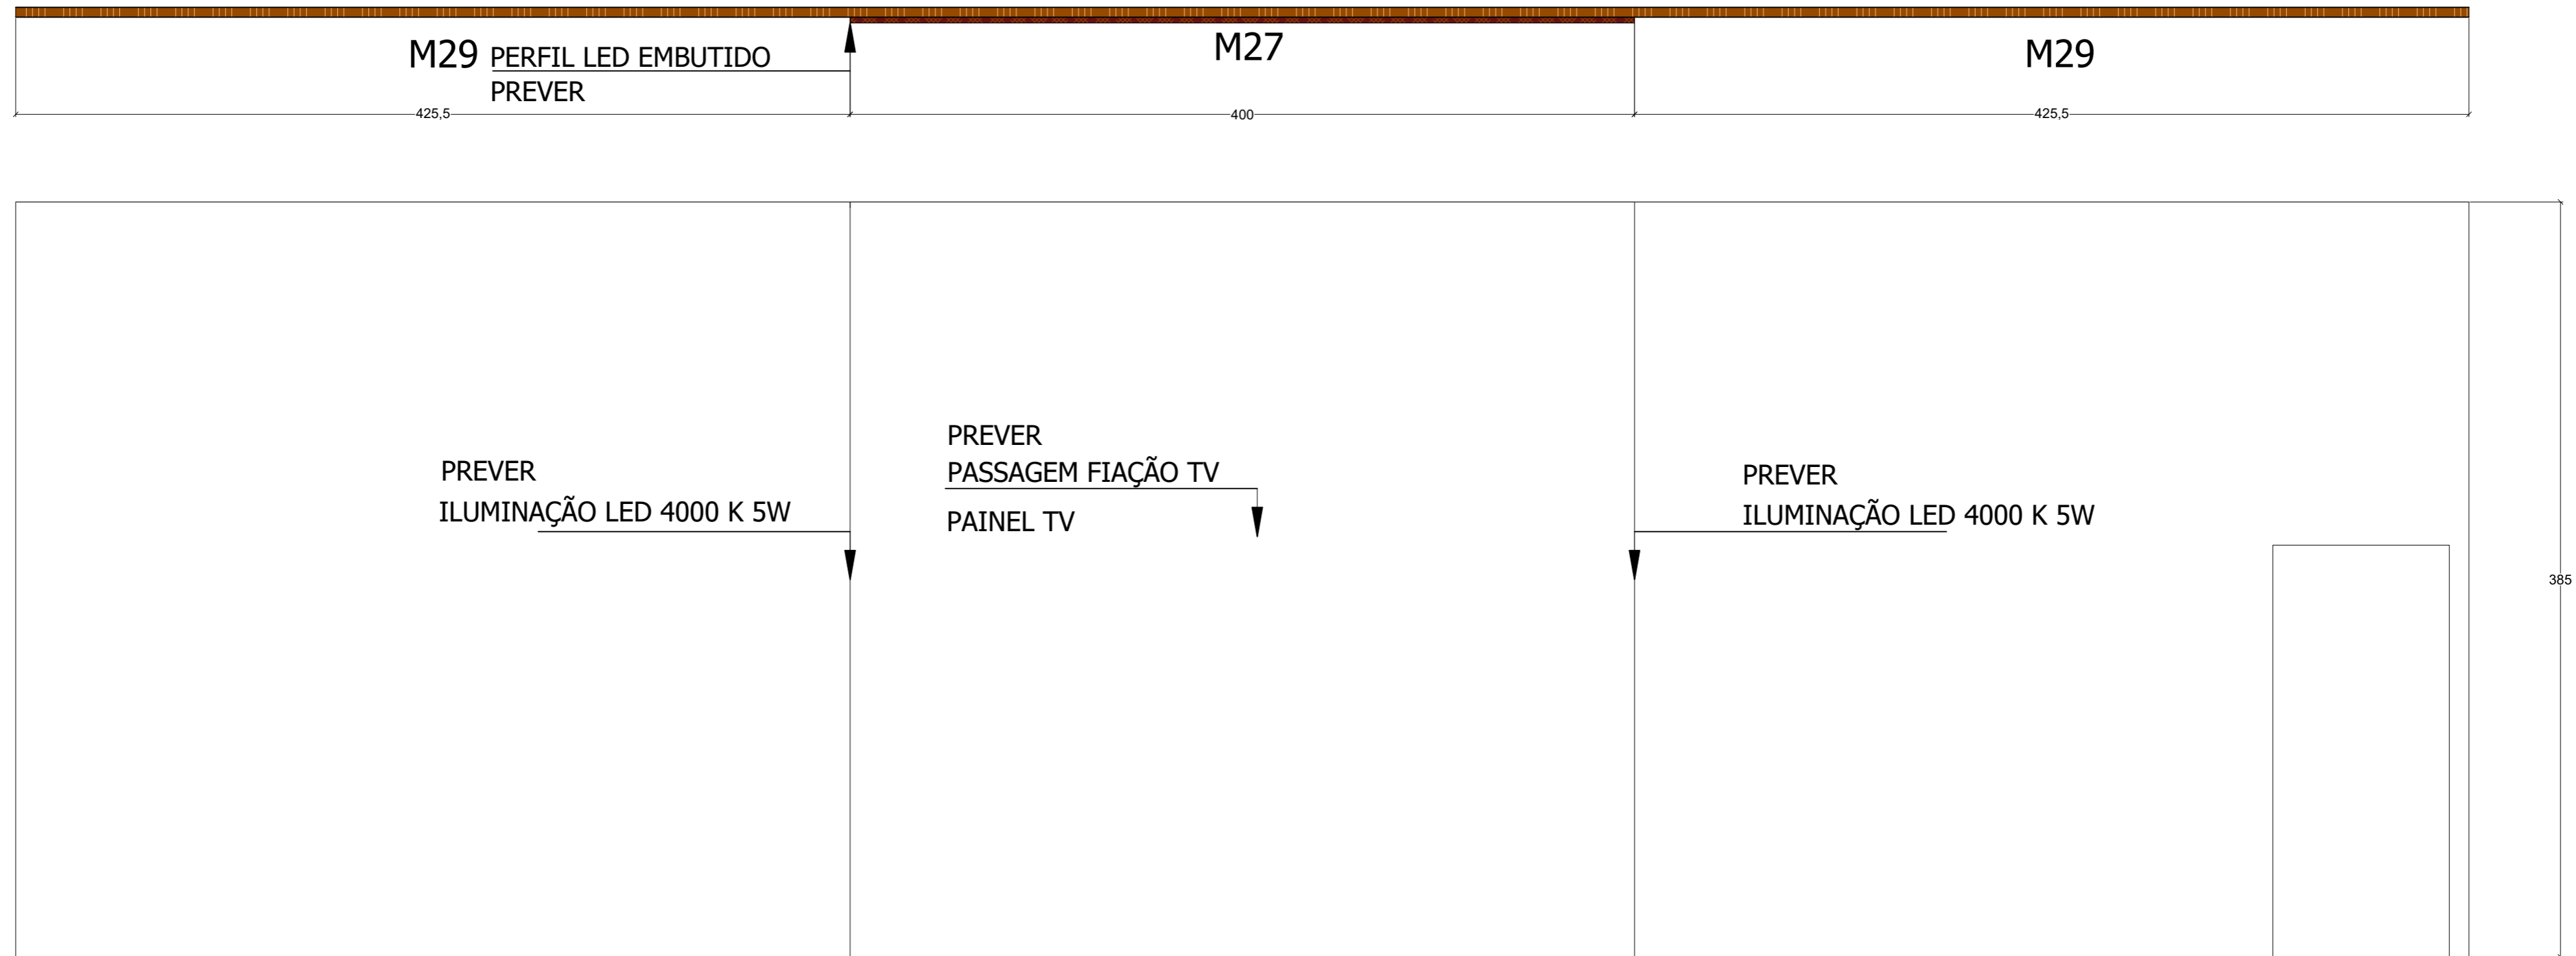 M29 PERFIL LED EMBUTIDO
PREVER
M27
M29
425,5
400
425,5
PREVER
ILUMINAÇÃO LED 4000 K 5W
PREVER
PASSAGEM FIAÇÃO TV
PAINEL TV
PREVER
ILUMINAÇÃO LED 4000 K 5W
385